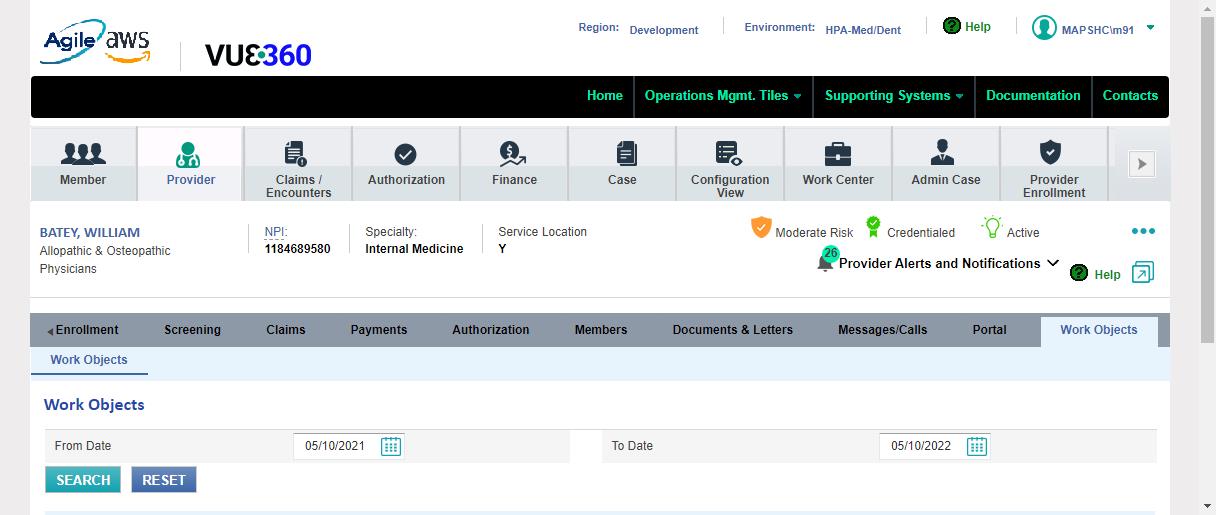 Agile aws
VUE360
Region: Development
Environment: HPA-Med/Dent
? Help
MAPSHC\m91
Home
Operations Mgmt. Tiles
Supporting Systems
Documentation
Contacts
Member
Provider
Claims /
Encounters
Authorization
Finance
Case
Configuration
View
Work Center
Admin Case
Provider
Enrollment
BATEY, WILLIAM
Allopathic & Osteopathic
Physicians
NPI:
1184689580
Specialty:
Internal Medicine
Service Location
Y
Moderate Risk
Credentialed
Active
26
Provider Alerts and Notifications
? Help
Enrollment
Screening
Claims
Payments
Authorization
Members
Documents & Letters
Messages/Calls
Portal
Work Objects
Work Objects
Work Objects
From Date
05/10/2021
To Date
05/10/2022
SEARCH
RESET